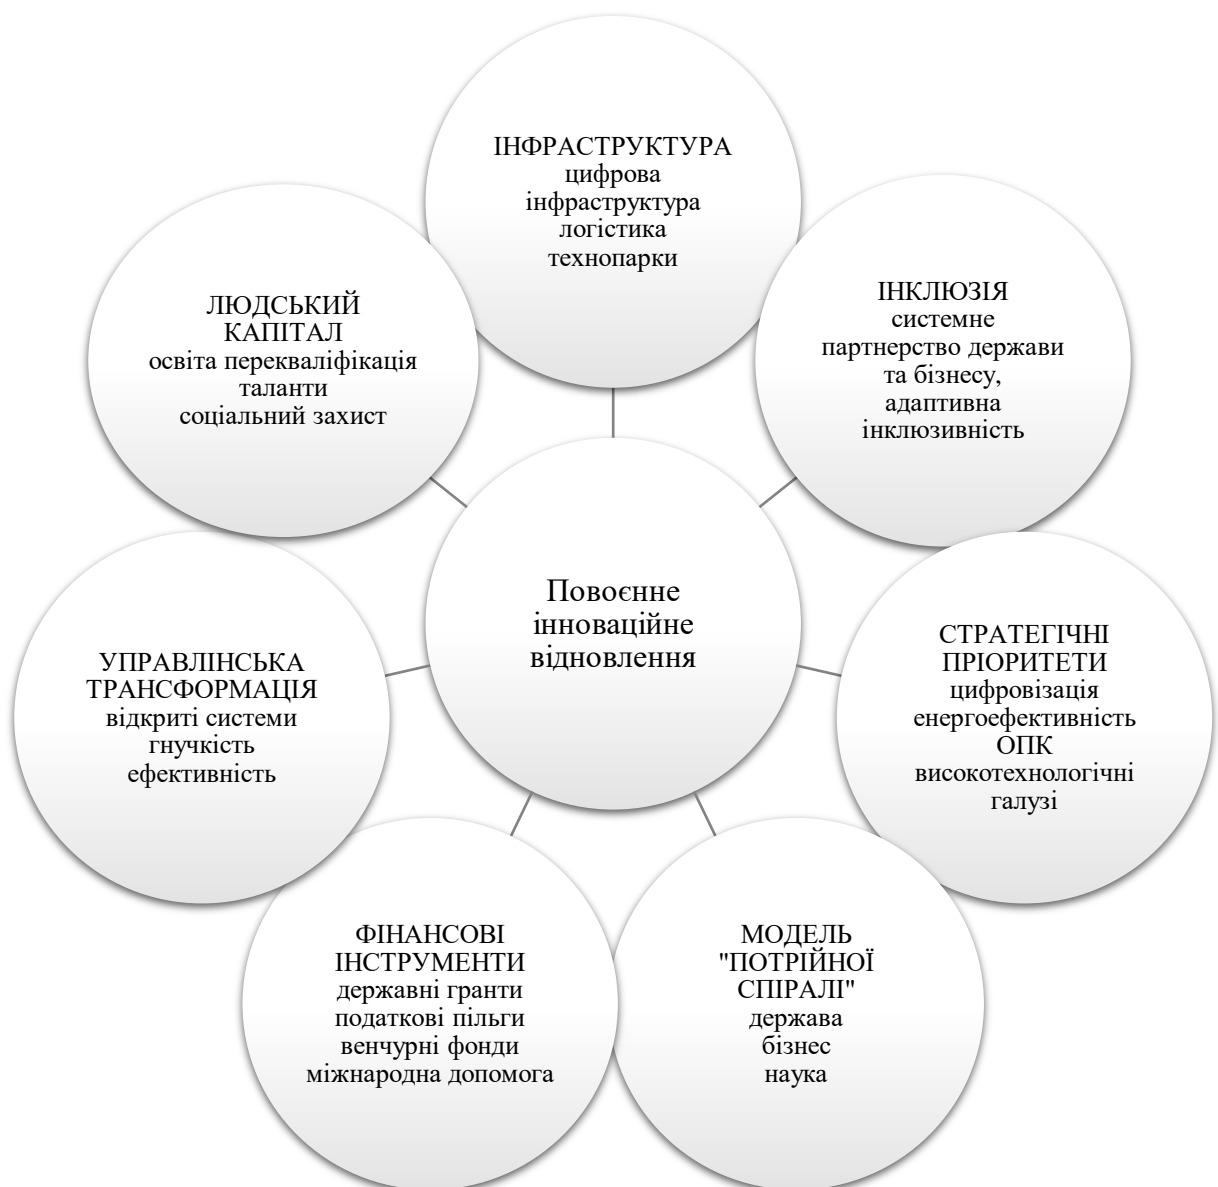 ІНФРАСТРУКТУРА
цифрова
інфраструктура
логістика
технопарки
ІНКЛЮЗІЯ
системне
партнерство держави
та бізнесу,
адаптивна
інклюзивність
СТРАТЕГІЧНІ
ПРІОРИТЕТИ
цифровізація
енергоефективність
ОПК
високотехнологічні
галузі
МОДЕЛЬ
"ПОТРІЙНОЇ
СПІРАЛІ"
держава
бізнес
наука
ФІНАНСОВІ
ІНСТРУМЕНТИ
державні гранти
податкові пільги
венчурні фонди
міжнародна допомога
УПРАВЛІНСЬКА
ТРАНСФОРМАЦІЯ
відкриті системи
гнучкість
ефективність
ЛЮДСЬКИЙ
КАПІТАЛ
освіта перекваліфікація
таланти
соціальний захист
Повоєнне
інноваційне
відновлення